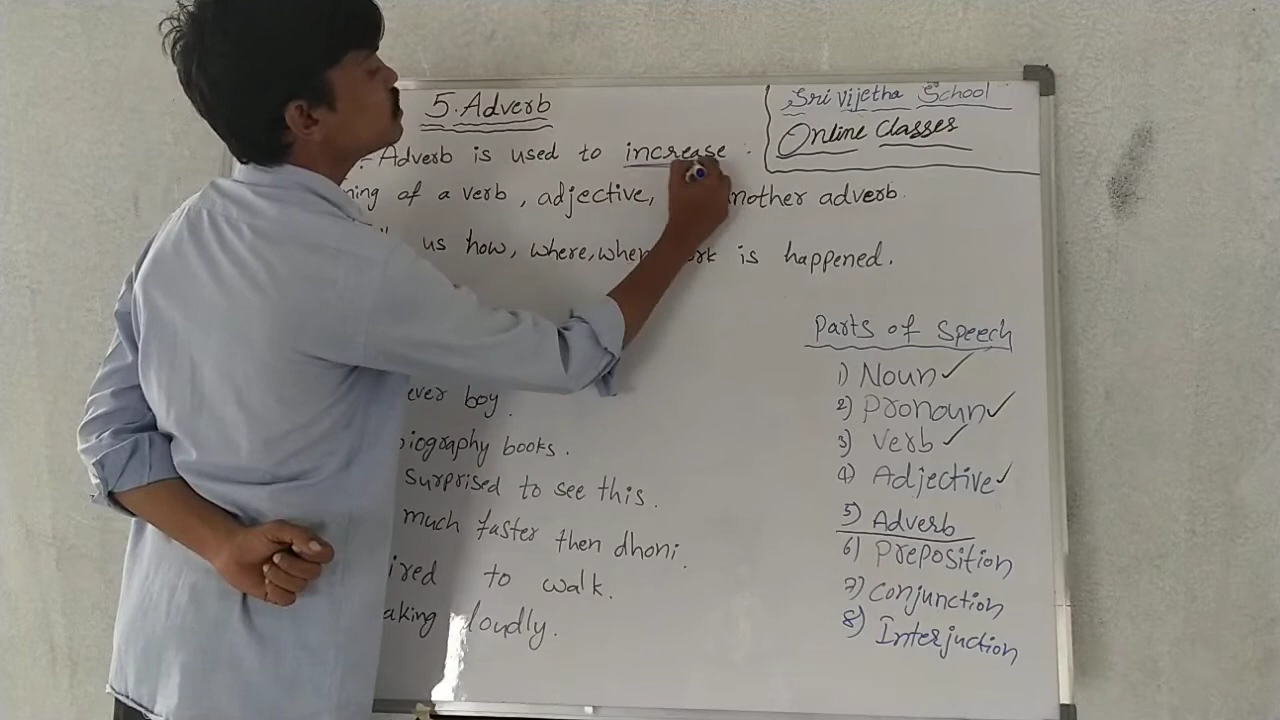 5. Adverb
Sri Vijetha School
Online Classes
:- Adverb is used to increase
ning of a verb, adjective, another adverb.
us how, where, when work is happened.
Parts of Speech
1) Noun ✓
2) Pronoun ✓
3) Verb ✓
4) Adjective ✓
5) Adverb
6) Preposition
7) Conjunction
8) Interjuction
ever boy.
biography books.
surprised to see this.
much faster then dhoni.
ired to walk.
aking loudly.